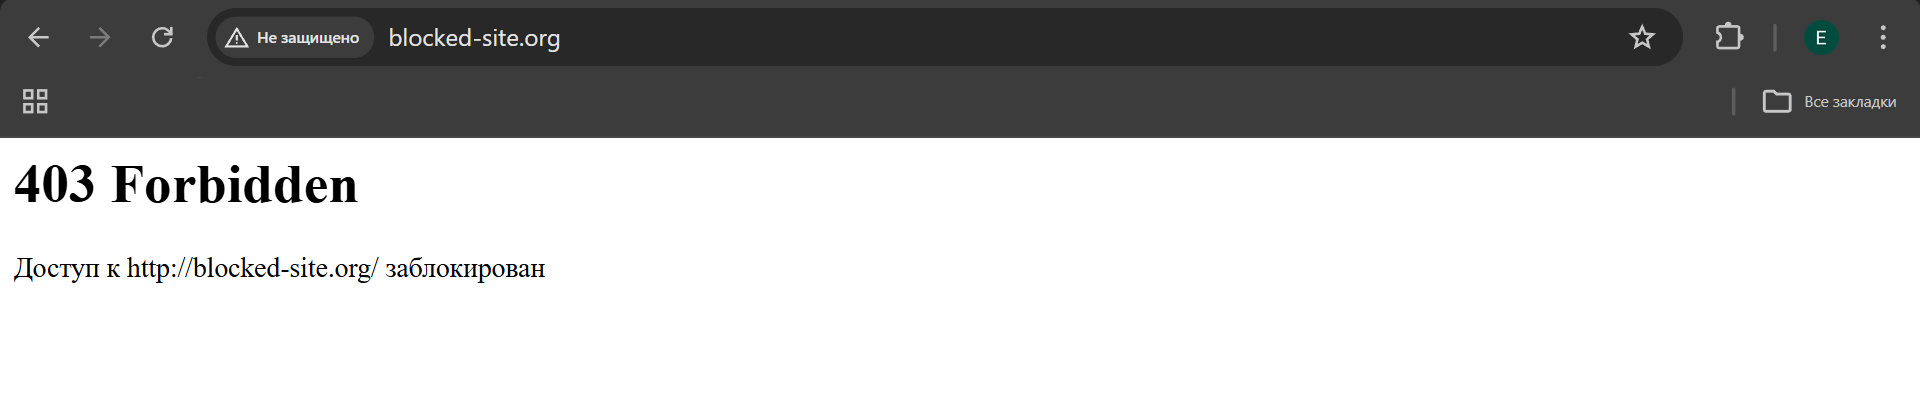 Не защищено blocked-site.org E
Все закладки
403 Forbidden
Доступ к http://blocked-site.org/ заблокирован